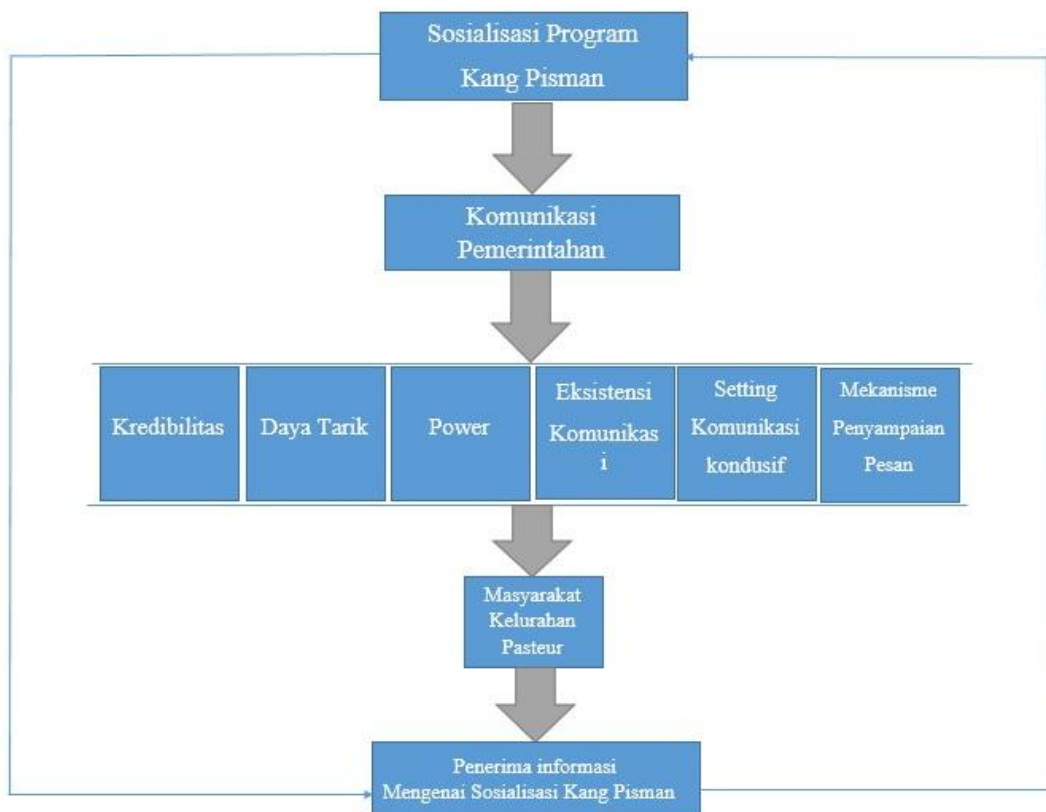 Sosialisasi Program
Kang Pisman
Komunikasi
Pemerintahan
Kredibilitas
Daya Tarik
Power
Eksistensi
Komunikas
i
Setting
Komunikasi
kondusif
Mekanisme
Penyampaian
Pesan
Masyarakat
Kelurahan
Pasteur
Penerima informasi
Mengenai Sosialisasi Kang Pisman